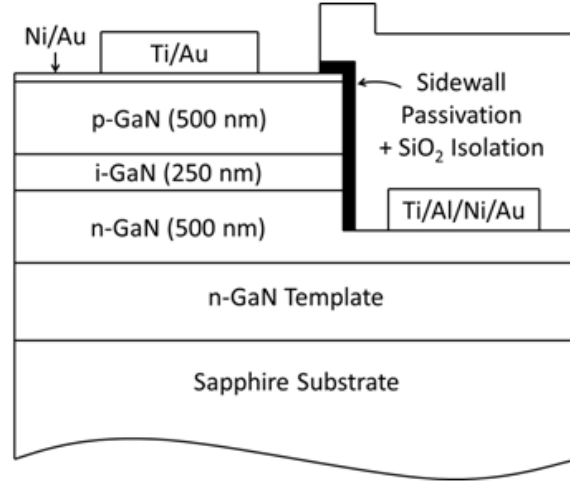 Ni/Au
Ti/Au
Sidewall
Passivation
+ SiO₂ Isolation
p-GaN (500 nm)
i-GaN (250 nm)
n-GaN (500 nm)
Ti/Al/Ni/Au
n-GaN Template
Sapphire Substrate